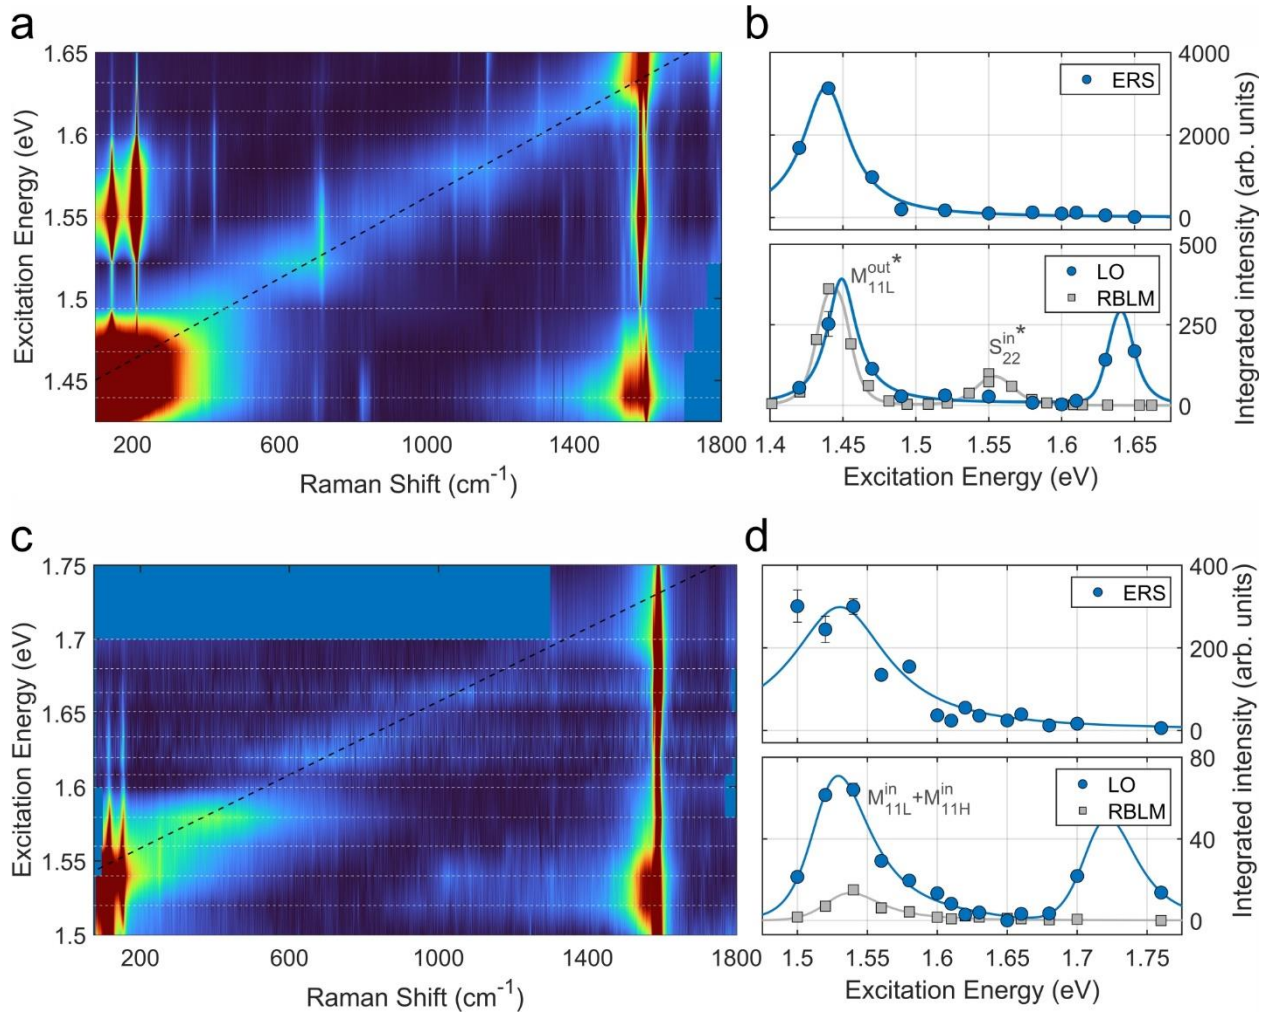 a
1.65
1.6
1.55
1.5
1.45
Excitation Energy (eV)
200 600 1000 1400 1800
Raman Shift (cm⁻¹)
b
ERS
4000
2000
0
LO
RBLM
M₁₁L^out*
S₂₂^in*
500
250
0
Integrated intensity (arb. units)
1.4 1.45 1.5 1.55 1.6 1.65
Excitation Energy (eV)
c
1.75
1.7
1.65
1.6
1.55
1.5
Excitation Energy (eV)
200 600 1000 1400 1800
Raman Shift (cm⁻¹)
d
ERS
400
200
0
LO
RBLM
M₁₁L^in+M₁₁H^in
80
40
0
Integrated intensity (arb. units)
1.5 1.55 1.6 1.65 1.7 1.75
Excitation Energy (eV)